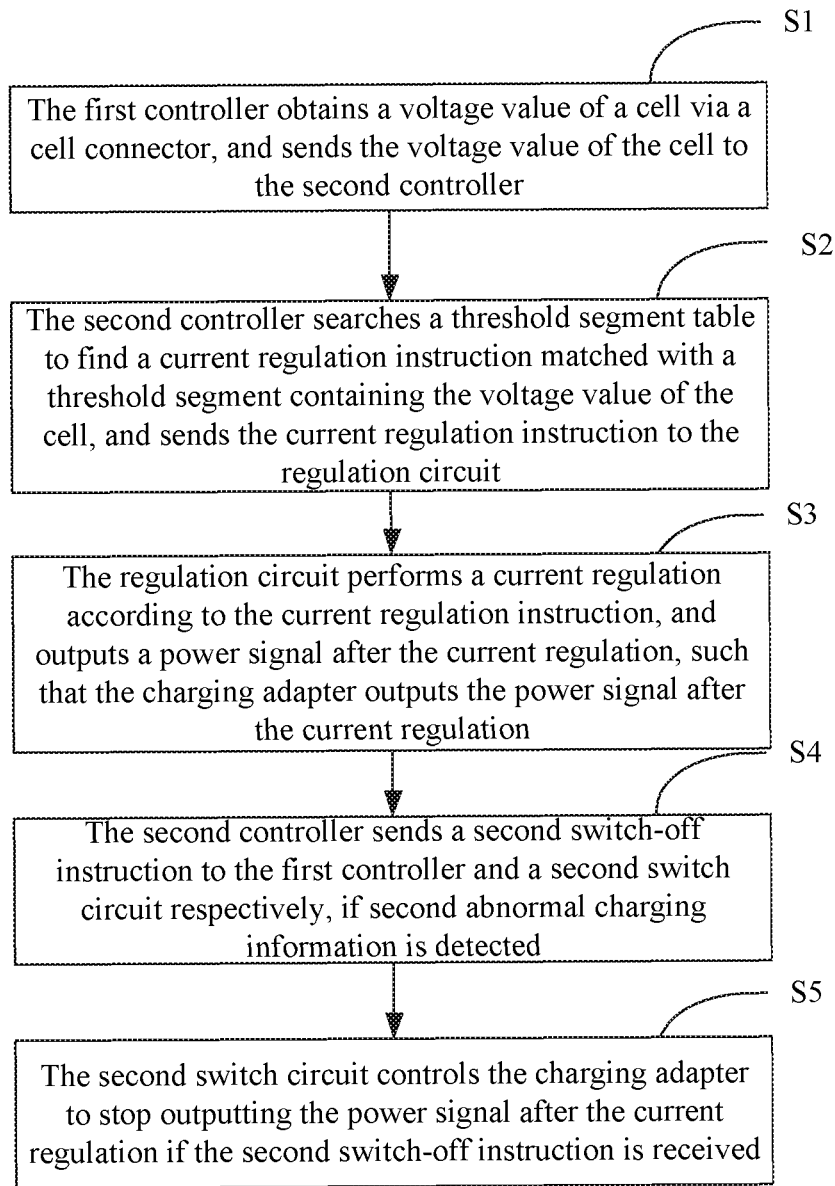 S1
The first controller obtains a voltage value of a cell via a
cell connector, and sends the voltage value of the cell to
the second controller
S2
The second controller searches a threshold segment table
to find a current regulation instruction matched with a
threshold segment containing the voltage value of the
cell, and sends the current regulation instruction to the
regulation circuit
S3
The regulation circuit performs a current regulation
according to the current regulation instruction, and
outputs a power signal after the current regulation, such
that the charging adapter outputs the power signal after
the current regulation
S4
The second controller sends a second switch-off
instruction to the first controller and a second switch
circuit respectively, if second abnormal charging
information is detected
S5
The second switch circuit controls the charging adapter
to stop outputting the power signal after the current
regulation if the second switch-off instruction is received